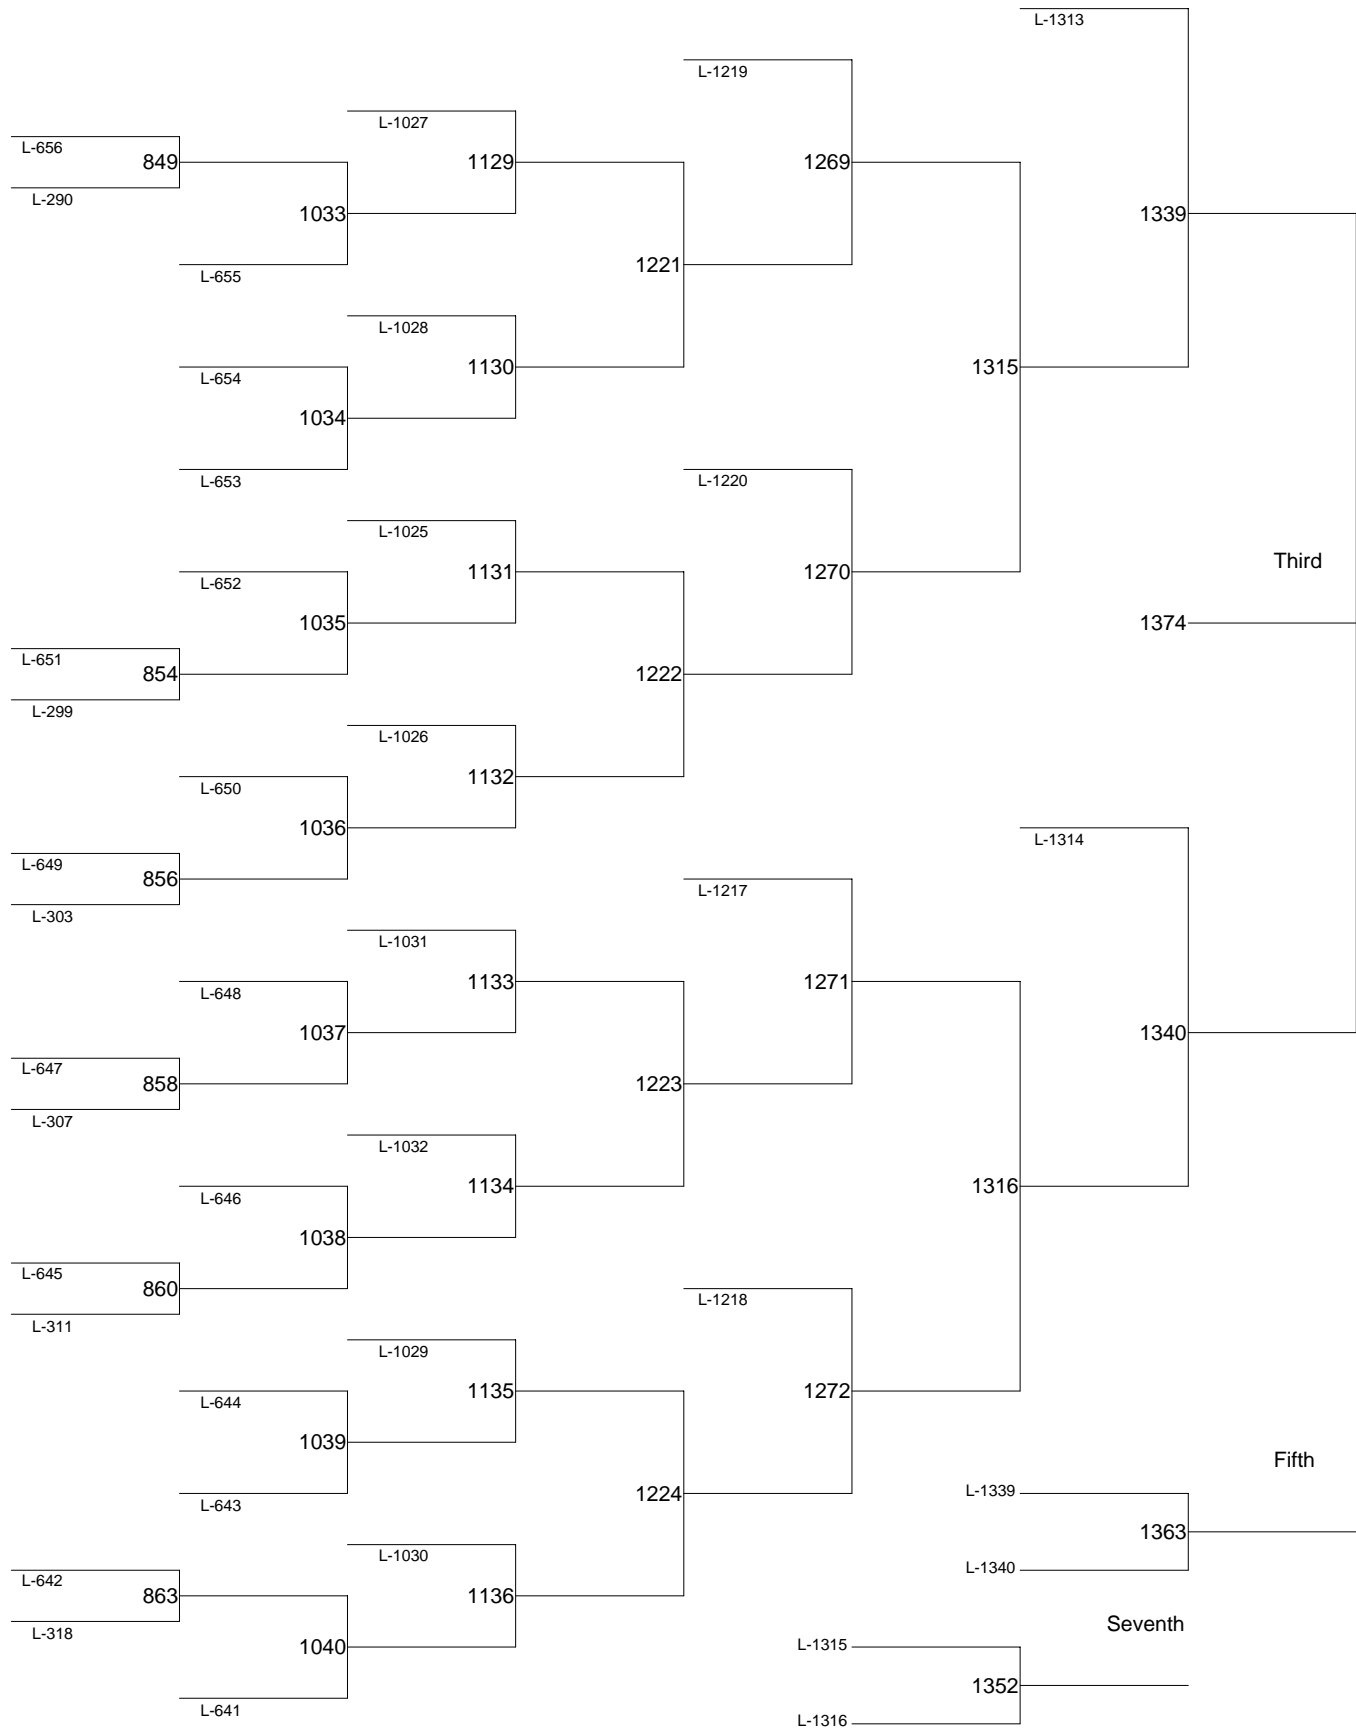 L-1313
L-1219
L-1027
L-656
849
1129
1269
L-290
1033
1339
1221
L-655
L-1028
L-654
1130
1315
1034
L-653
L-1220
L-1025
L-652
1131
1270
Third
1035
1374
L-651
854
1222
L-299
L-1026
L-650
1132
1036
L-1314
L-649
856
L-1217
L-303
L-1031
L-648
1133
1271
1037
1340
L-647
858
1223
L-307
L-1032
L-646
1134
1316
1038
L-645
860
L-1218
L-311
L-1029
L-644
1135
1272
1039
Fifth
L-643
1224
L-1339
1363
L-1030
L-642
863
1136
L-1340
L-318
1040
Seventh
L-1315
1352
L-641
L-1316